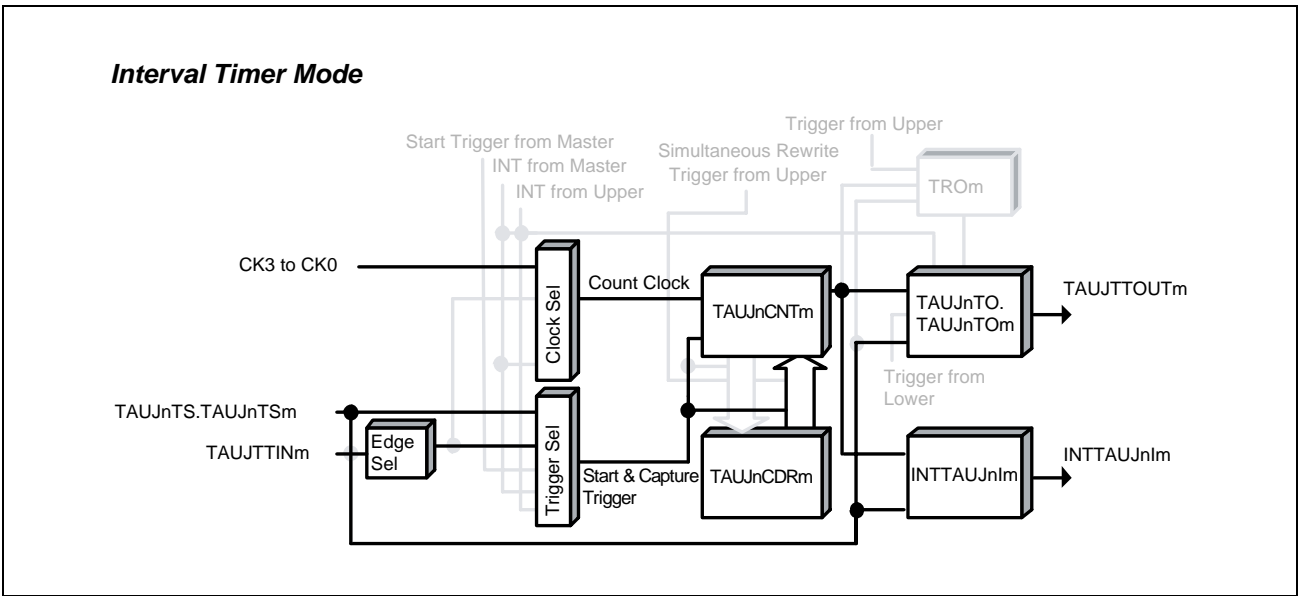 Interval Timer Mode
Trigger from Upper
Start Trigger from Master
INT from Master
INT from Upper
Simultaneous Rewrite
Trigger from Upper
TROm
CK3 to CK0
Clock Sel
Count Clock
TAUJnCNTm
TAUJnTO.
TAUJnTOm
TAUJTTOUTm
Trigger from
Lower
TAUJnTS.TAUJnTSm
TAUJTTINm
Edge
Sel
Trigger Sel
Start & Capture
Trigger
TAUJnCDRm
INTTAUJnIm
INTTAUJnIm